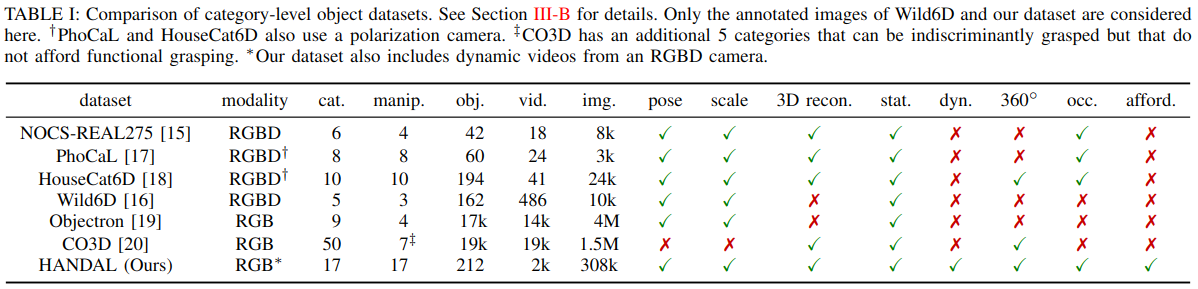 TABLE I: Comparison of category-level object datasets. See Section III-B for details. Only the annotated images of Wild6D and our dataset are considered
here. †PhoCaL and HouseCat6D also use a polarization camera. ‡CO3D has an additional 5 categories that can be indiscriminantly grasped but that do
not afford functional grasping. *Our dataset also includes dynamic videos from an RGBD camera.
dataset modality cat. manip. obj. vid. img. pose scale 3D recon. stat. dyn. 360° occ. afford.
NOCS-REAL275 [15] RGBD 6 4 42 18 8k ✓ ✓ ✓ ✓ ✗ ✗ ✓ ✗
PhoCaL [17] RGBD† 8 8 60 24 3k ✓ ✓ ✓ ✓ ✗ ✗ ✓ ✗
HouseCat6D [18] RGBD† 10 10 194 41 24k ✓ ✓ ✓ ✓ ✗ ✓ ✓ ✗
Wild6D [16] RGBD 5 3 162 486 10k ✓ ✓ ✗ ✓ ✗ ✗ ✗ ✗
Objectron [19] RGB 9 4 17k 14k 4M ✓ ✓ ✗ ✓ ✗ ✗ ✗ ✗
CO3D [20] RGB 50 7‡ 19k 19k 1.5M ✗ ✗ ✓ ✓ ✗ ✓ ✗ ✗
HANDAL (Ours) RGB* 17 17 212 2k 308k ✓ ✓ ✓ ✓ ✓ ✓ ✓ ✓